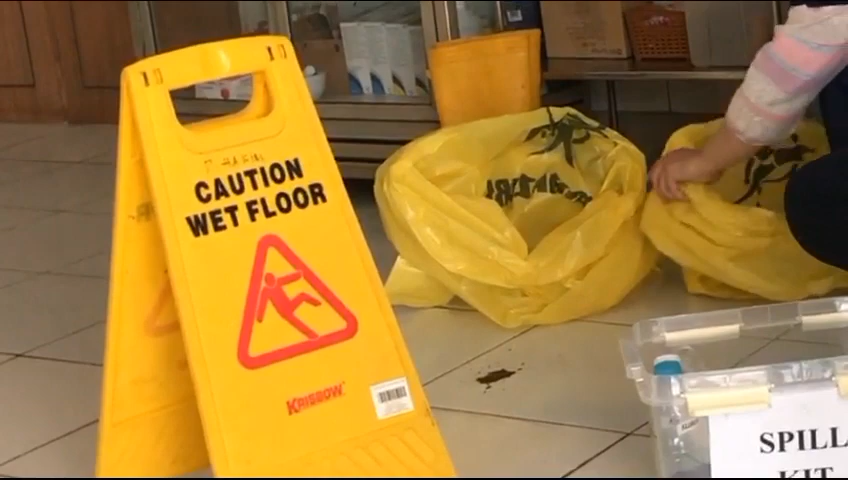 CAUTION
WET FLOOR
KRISBOW
SPILL
KIT